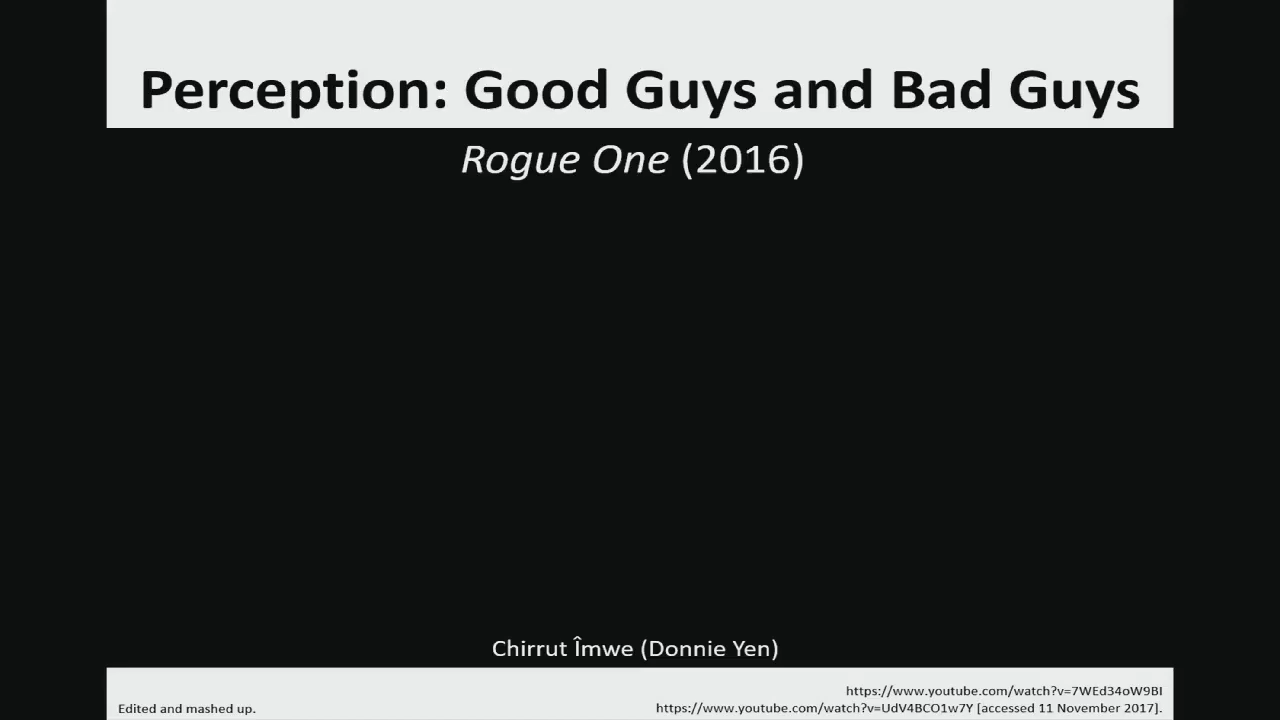 Perception: Good Guys and Bad Guys
Rogue One (2016)
Chirrut Îmwe (Donnie Yen)
https://www.youtube.com/watch?v=7WEd34oW9BI
Edited and mashed up.
https://www.youtube.com/watch?v=UdV4BCO1w7Y [accessed 11 November 2017].